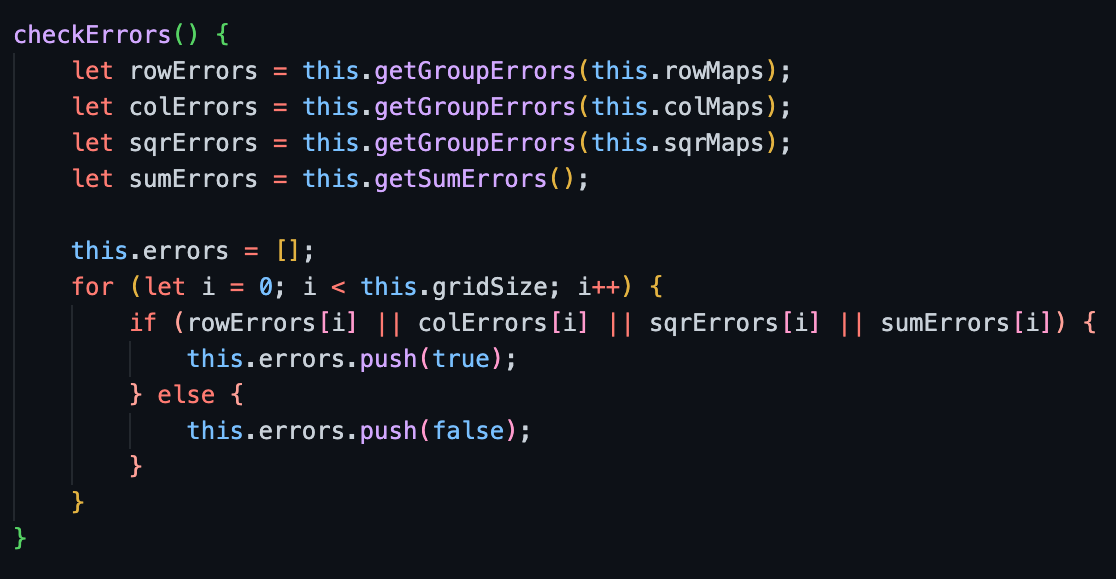 checkErrors() {
    let rowErrors = this.getGroupErrors(this.rowMaps);
    let colErrors = this.getGroupErrors(this.colMaps);
    let sqrErrors = this.getGroupErrors(this.sqrMaps);
    let sumErrors = this.getSumErrors();

    this.errors = [];
    for (let i = 0; i < this.gridSize; i++) {
        if (rowErrors[i] || colErrors[i] || sqrErrors[i] || sumErrors[i]) {
            this.errors.push(true);
        } else {
            this.errors.push(false);
        }
    }
}